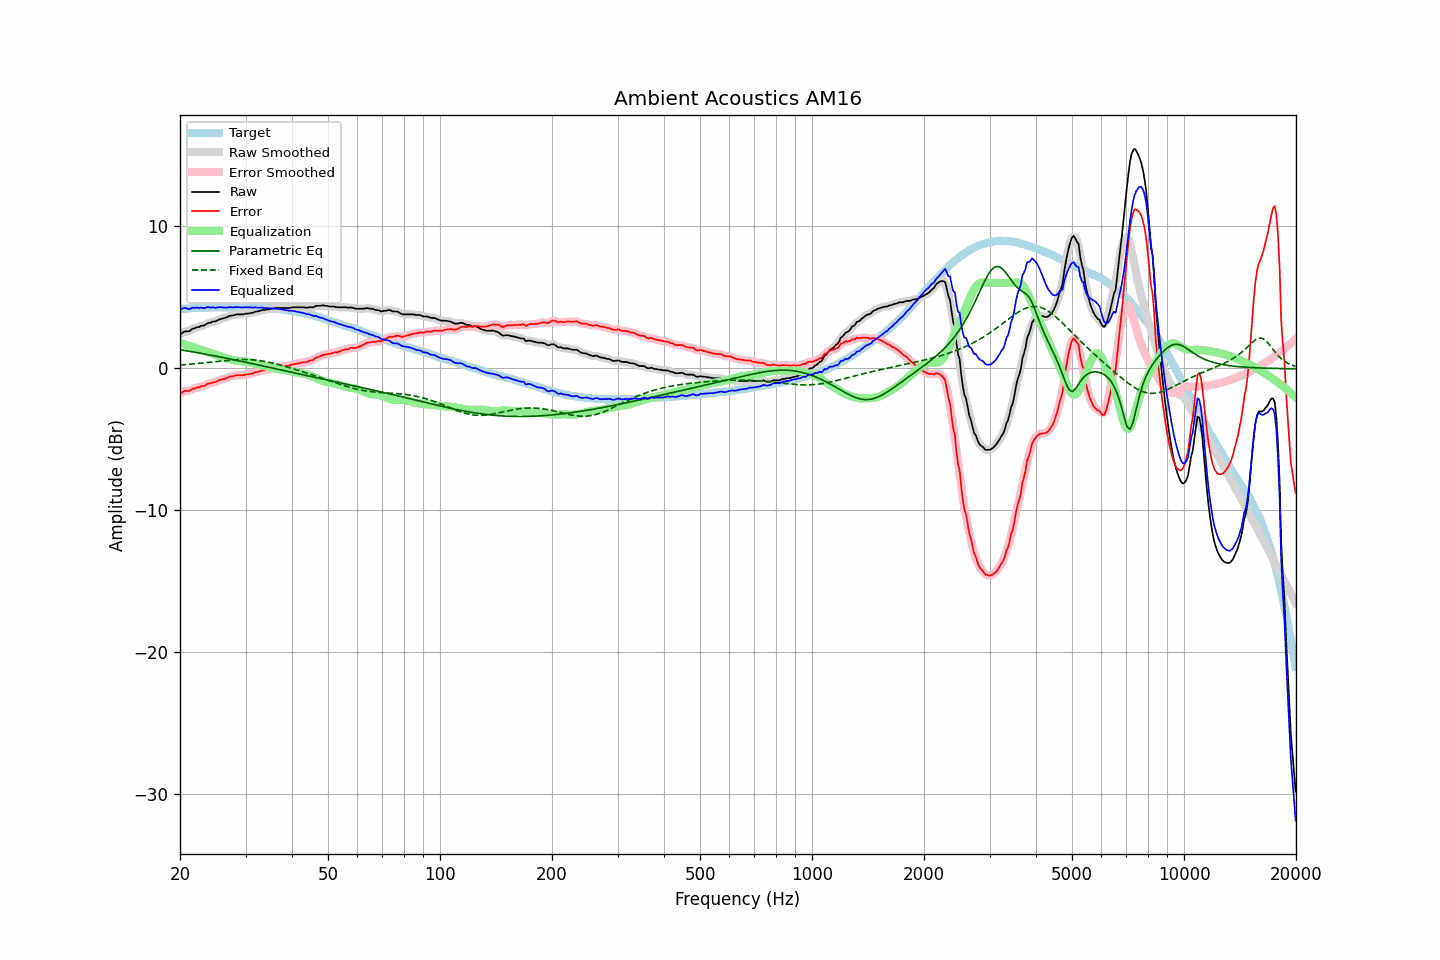 Ambient Acoustics AM16
Target
Raw Smoothed
Error Smoothed
Raw
Error
Equalization
Parametric Eq
Fixed Band Eq
Equalized
10
0
−10
−20
−30
Amplitude (dBr)
20
50
100
200
500
1000
2000
5000
10000
20000
Frequency (Hz)